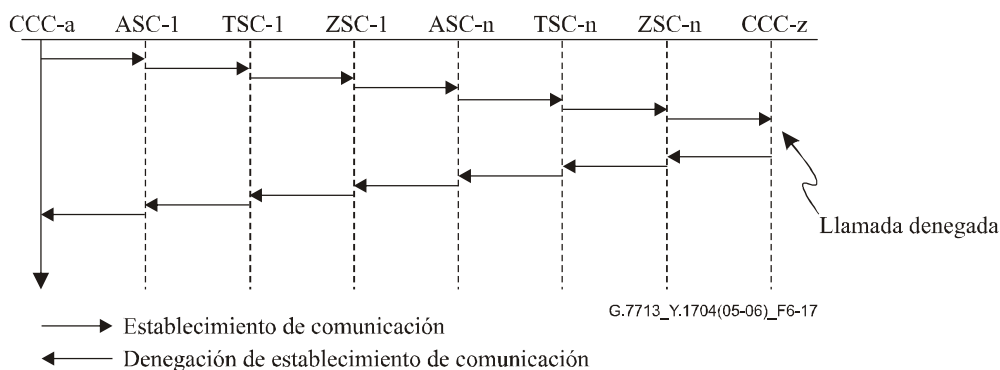 CCC-a ASC-1 TSC-1 ZSC-1 ASC-n TSC-n ZSC-n CCC-z
Llamada denegada
G.7713_Y.1704(05-06)_F6-17
Establecimiento de comunicación
Denegación de establecimiento de comunicación